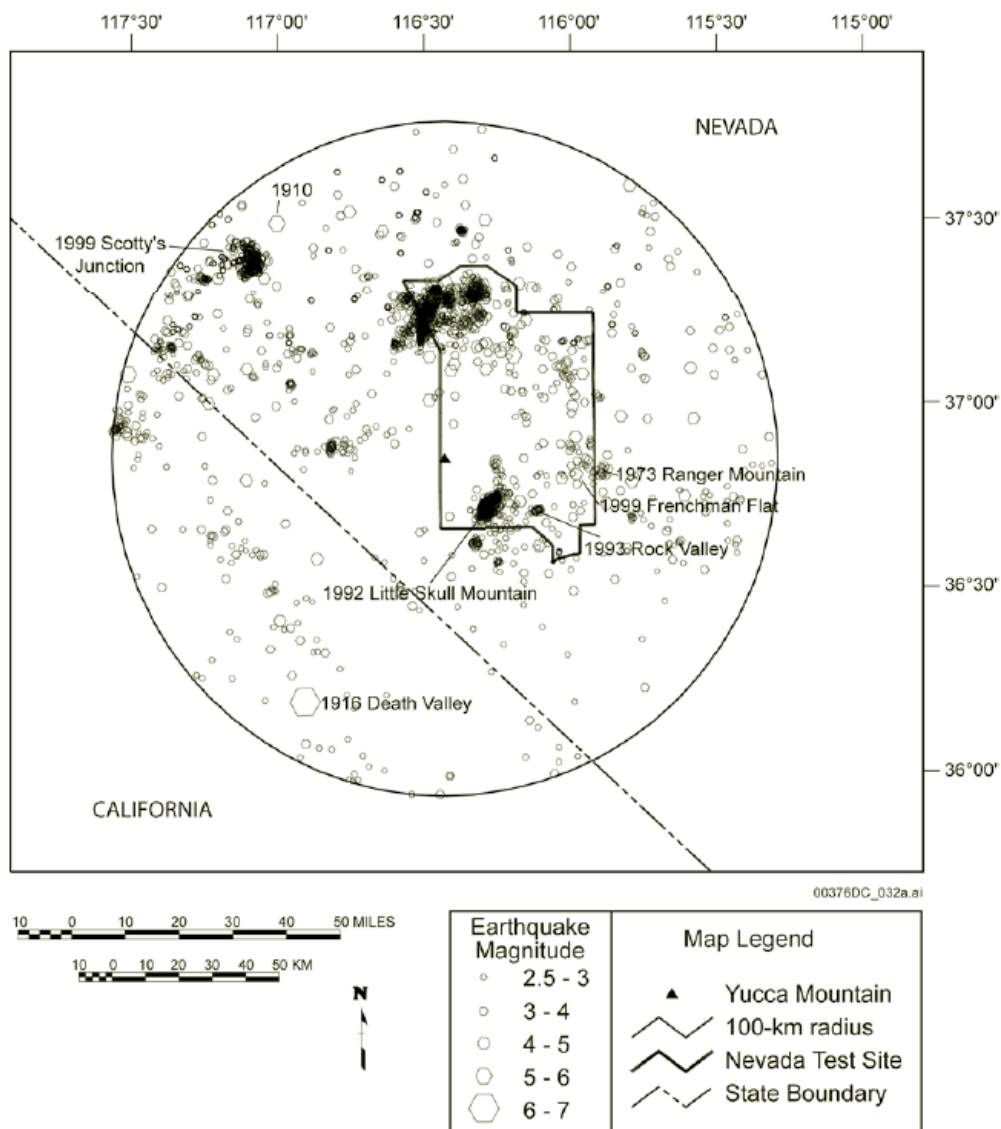 117°30' 117°00' 116°30' 116°00' 115°30' 115°00'
NEVADA
1910
37°30'
1999 Scotty's
Junction
37°00'
1973 Ranger Mountain
1999 Frenchman Flat
1993 Rock Valley
36°30'
1992 Little Skull Mountain
1916 Death Valley
36°00'
CALIFORNIA
00376DC_032a.ai
10 0 10 20 30 40 50 MILES
10 0 10 20 30 40 50 KM
N
Earthquake
Magnitude
2.5 - 3
3 - 4
4 - 5
5 - 6
6 - 7
Map Legend
Yucca Mountain
100-km radius
Nevada Test Site
State Boundary